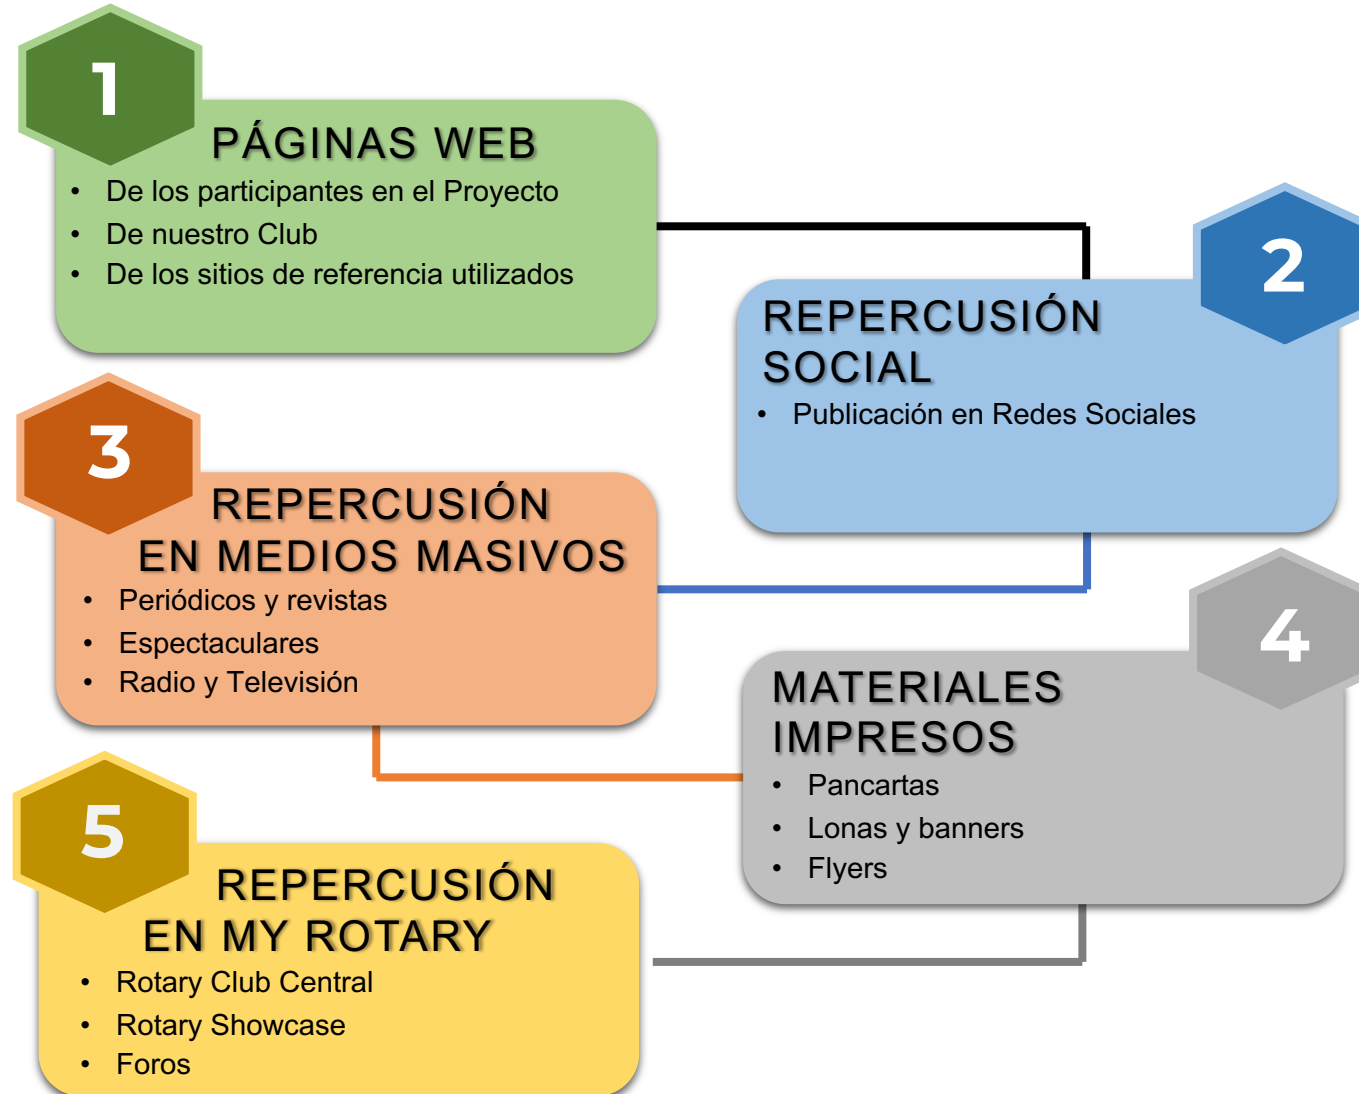 1
PÁGINAS WEB
• De los participantes en el Proyecto
• De nuestro Club
• De los sitios de referencia utilizados
2
REPERCUSIÓN
SOCIAL
• Publicación en Redes Sociales
3
REPERCUSIÓN
EN MEDIOS MASIVOS
• Periódicos y revistas
• Espectaculares
• Radio y Televisión
4
MATERIALES
IMPRESOS
• Pancartas
• Lonas y banners
• Flyers
5
REPERCUSIÓN
EN MY ROTARY
• Rotary Club Central
• Rotary Showcase
• Foros